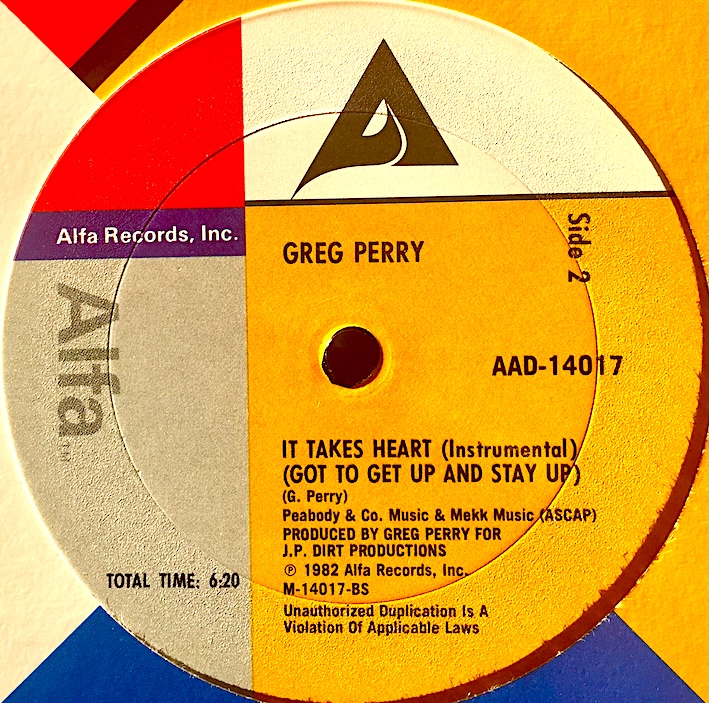 Alfa Records, Inc.
Alfa™
GREG PERRY
Side 2
AAD-14017
IT TAKES HEART (Instrumental)
(GOT TO GET UP AND STAY UP)
(G. Perry)
Peabody & Co. Music & Mekk Music (ASCAP)
PRODUCED BY GREG PERRY FOR
J.P. DIRT PRODUCTIONS
℗ 1982 Alfa Records, Inc.
M-14017-BS
Unauthorized Duplication Is A
Violation Of Applicable Laws
TOTAL TIME: 6:20